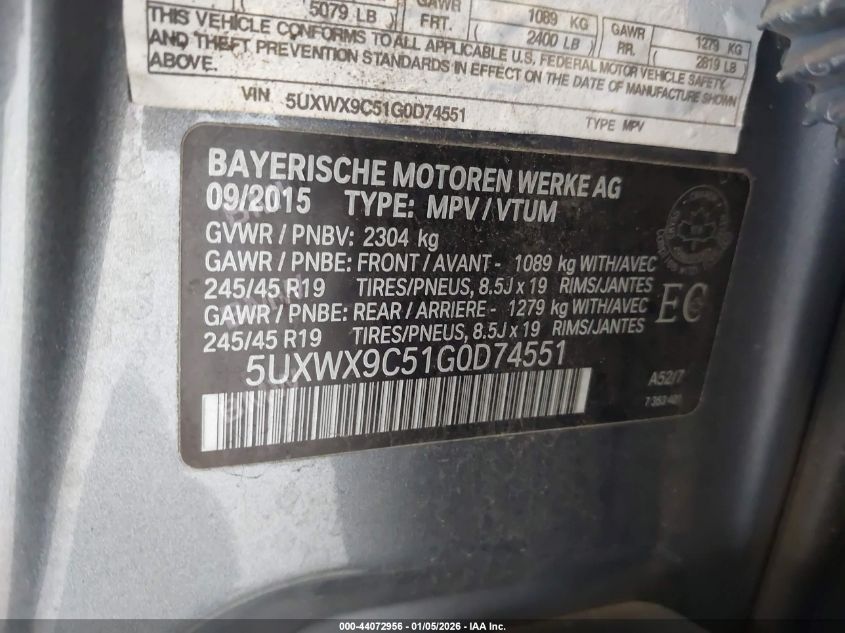 5079 LB
GAWR
FRT.
1089 KG
2400 LB
GAWR
RR.
1279 KG
2819 LB
THIS VEHICLE CONFORMS TO ALL APPLICABLE U.S. FEDERAL MOTOR VEHICLE SAFETY
AND THEFT PREVENTION STANDARDS IN EFFECT ON THE DATE OF MANUFACTURE SHOWN
ABOVE.
VIN 5UXWX9C51G0D74551
TYPE MPV
BAYERISCHE MOTOREN WERKE AG
09/2015 TYPE: MPV / VTUM
GVWR / PNBV: 2304 kg
GAWR / PNBE: FRONT / AVANT - 1089 kg WITH/AVEC
245/45 R19 TIRES/PNEUS, 8.5J x 19 RIMS/JANTES
GAWR / PNBE: REAR / ARRIERE - 1279 kg WITH/AVEC
245/45 R19 TIRES/PNEUS, 8.5J x 19 RIMS/JANTES
EC
5UXWX9C51G0D74551
A52/7
7 353 401
000-44072956 - 01/05/2026 - IAA Inc.